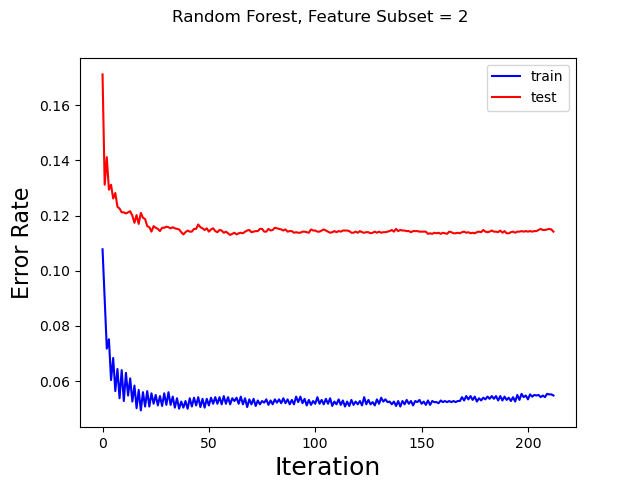 Random Forest, Feature Subset = 2
train
test
Error Rate
0.16
0.14
0.12
0.10
0.08
0.06
0
50
100
150
200
Iteration